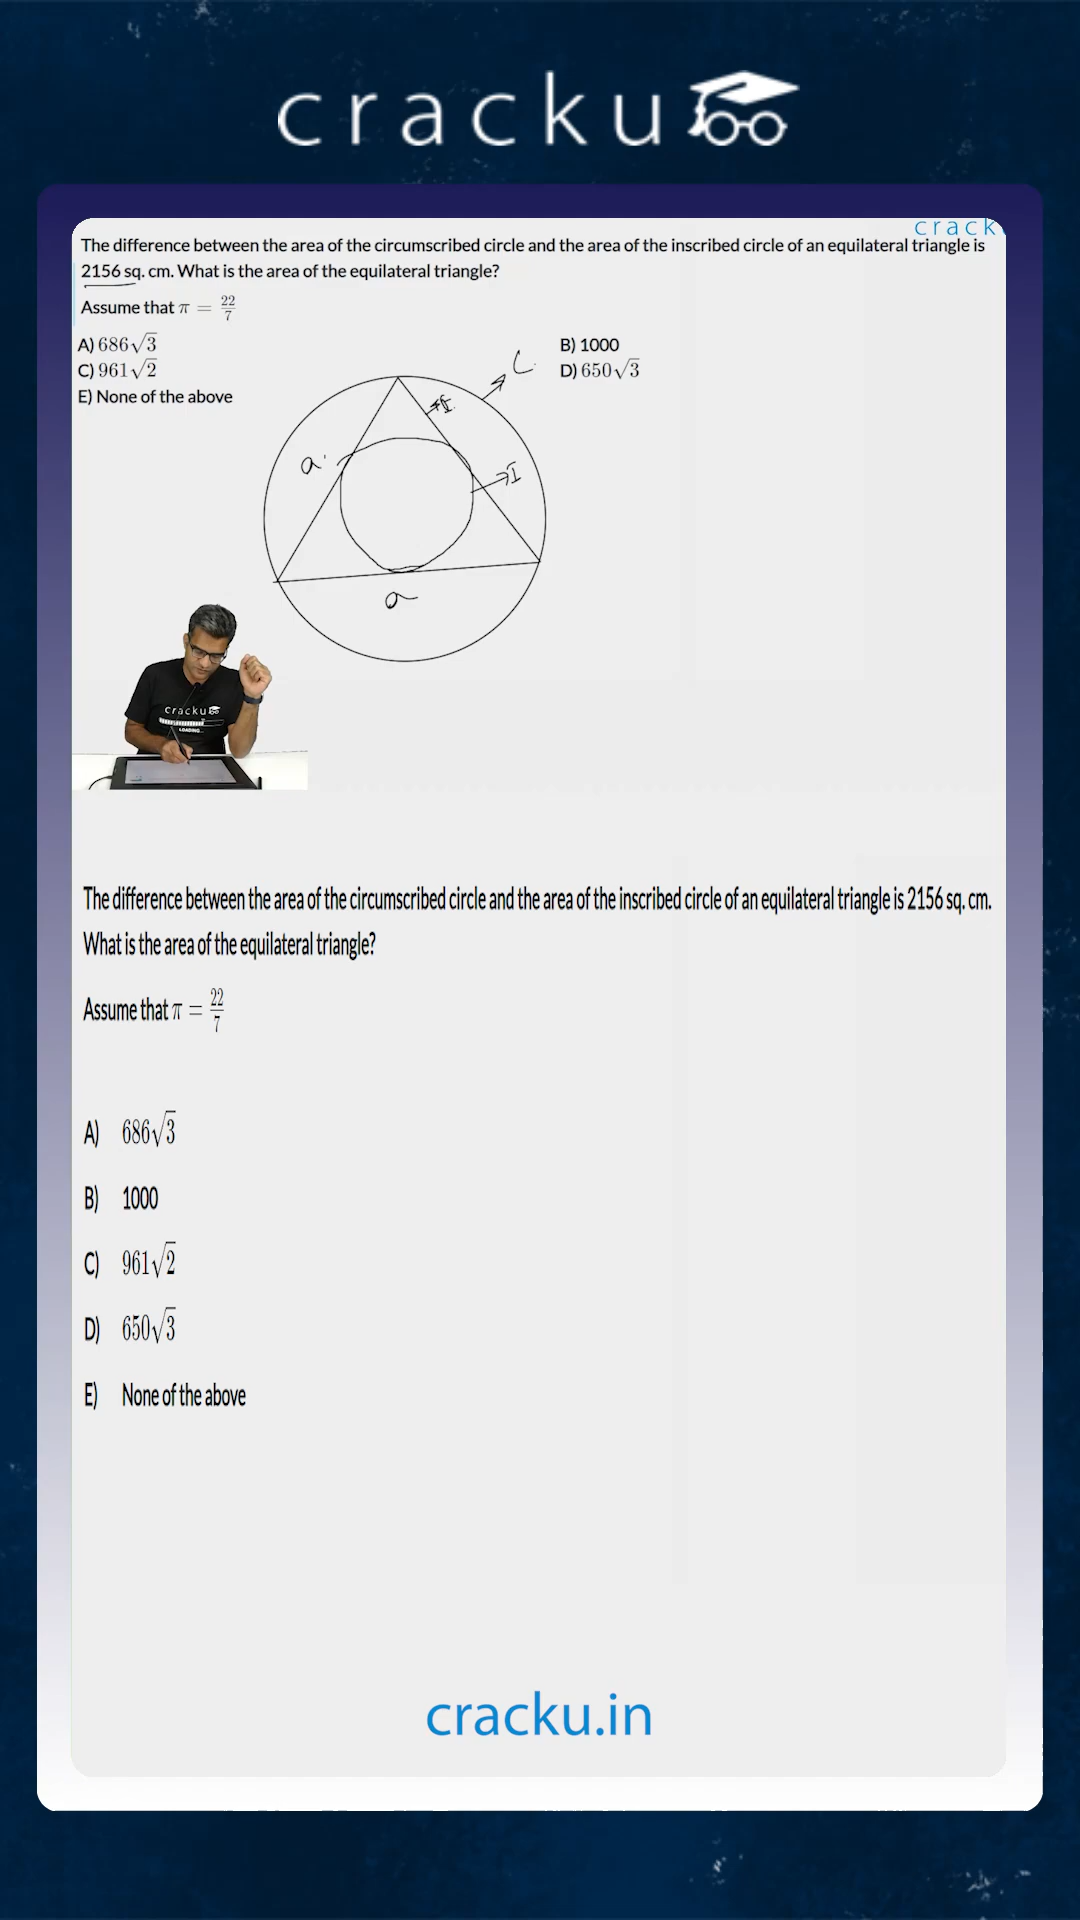 cracku
crack
The difference between the area of the circumscribed circle and the area of the inscribed circle of an equilateral triangle is
2156 sq. cm. What is the area of the equilateral triangle?
Assume that π = 22/7
A) 686√3
B) 1000
C) 961√2
D) 650√3
E) None of the above
C
a
I
a
cracku
LOADING...
The difference between the area of the circumscribed circle and the area of the inscribed circle of an equilateral triangle is 2156 sq. cm.
What is the area of the equilateral triangle?
Assume that π = 22/7
A) 686√3
B) 1000
C) 961√2
D) 650√3
E) None of the above
cracku.in